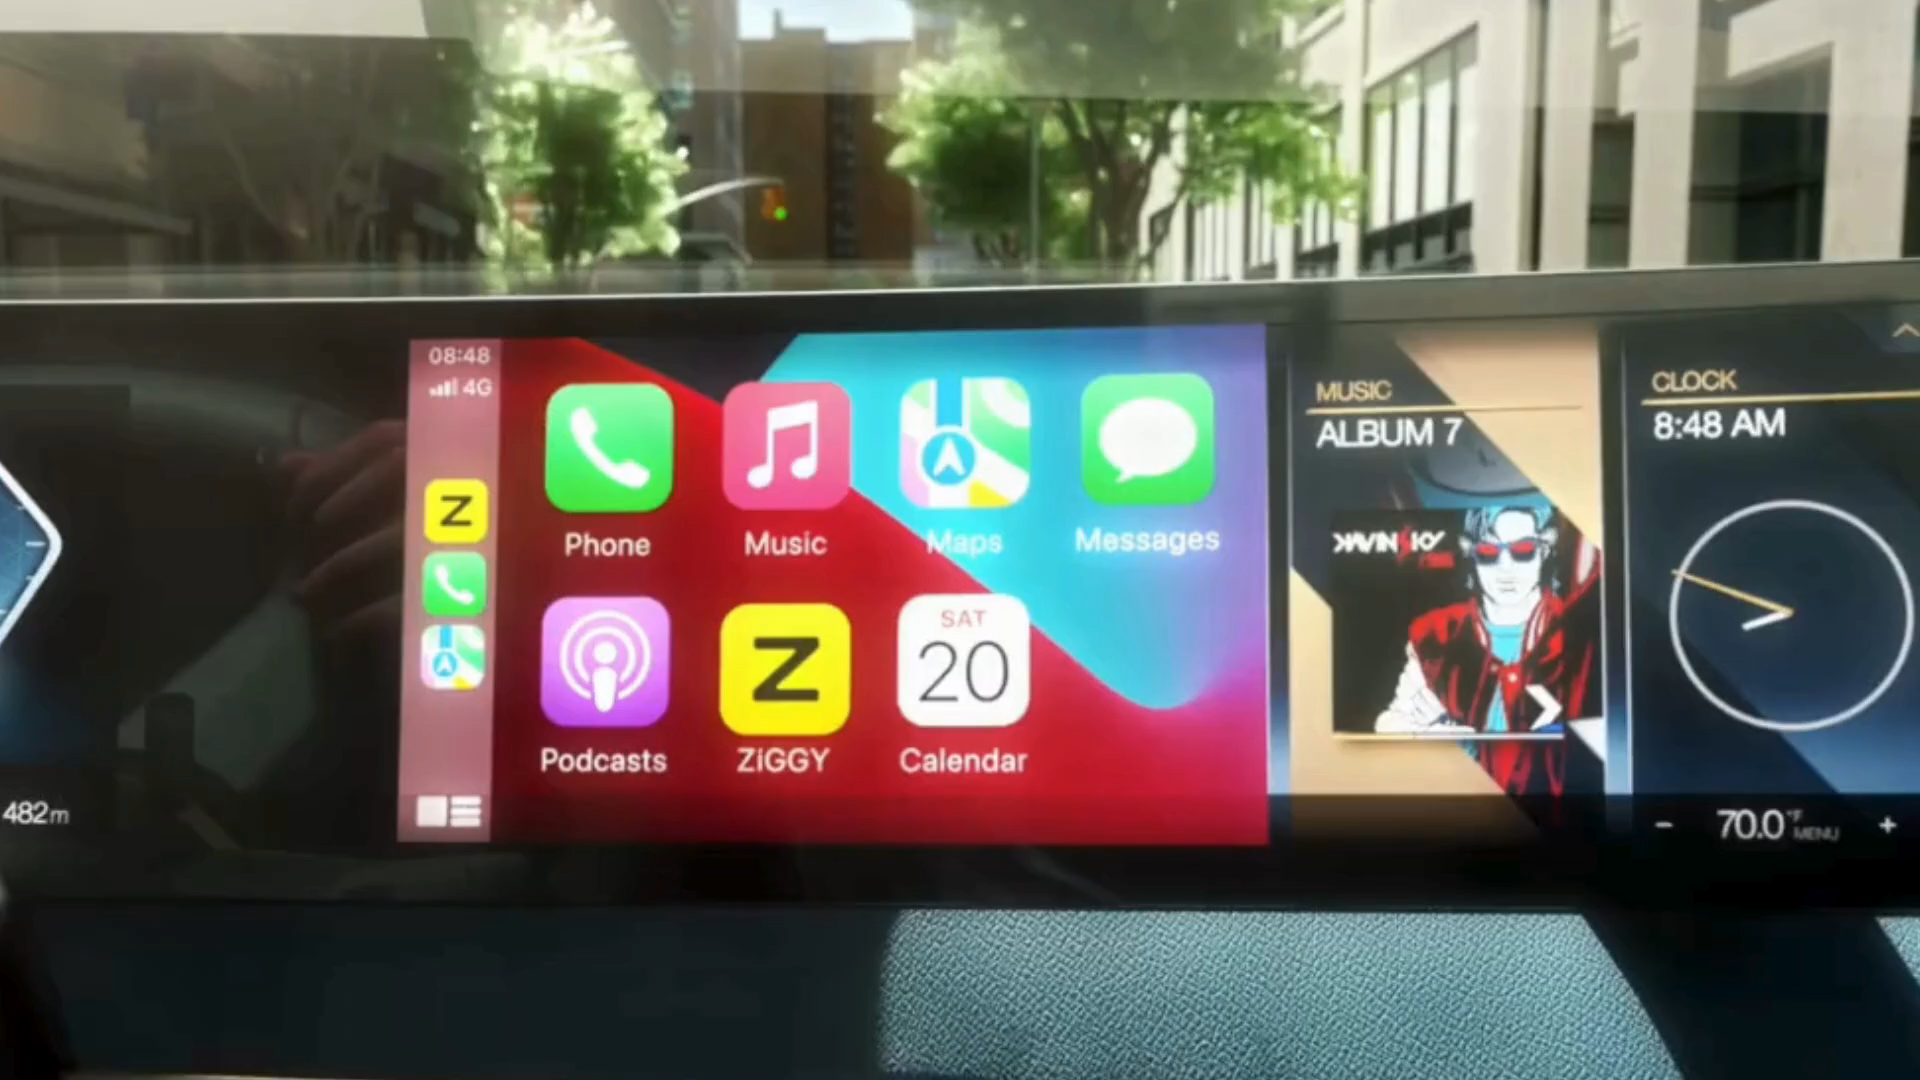 08:48
4G
Z
Phone
Music
Maps
Messages
Podcasts
Z
ZiGGY
SAT
20
Calendar
482m
MUSIC
ALBUM 7
KAVINSKY
CLOCK
8:48 AM
- 70.0°F MENU +